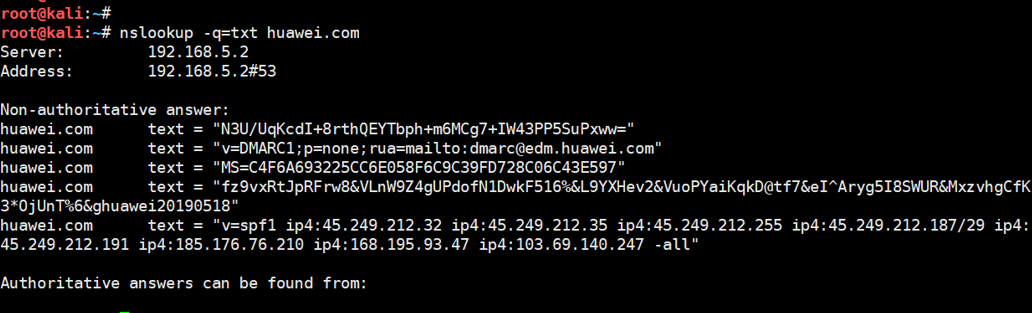 root@kali:~#
root@kali:~# nslookup -q=txt huawei.com
Server: 192.168.5.2
Address: 192.168.5.2#53
Non-authoritative answer:
huawei.com text = "N3U/UqKcdI+8rthQEYTbph+m6MCg7+IW43PP5SuPxww="
huawei.com text = "v=DMARC1;p=none;rua=mailto:dmarc@edm.huawei.com"
huawei.com text = "MS=C4F6A693225CC6E058F6C9C39FD728C06C43E597"
huawei.com text = "fz9vxRtJpRFrw8&VLnW9Z4gUPdofN1DwkF516%&L9YXHev2&VuoPYaiKqkD@tf7&eI^Aryg5I8SWUR&MxzvhgCfK
3*OjUnT%6&ghuawei20190518"
huawei.com text = "v=spf1 ip4:45.249.212.32 ip4:45.249.212.35 ip4:45.249.212.255 ip4:45.249.212.187/29 ip4:
45.249.212.191 ip4:185.176.76.210 ip4:168.195.93.47 ip4:103.69.140.247 -all"
Authoritative answers can be found from: